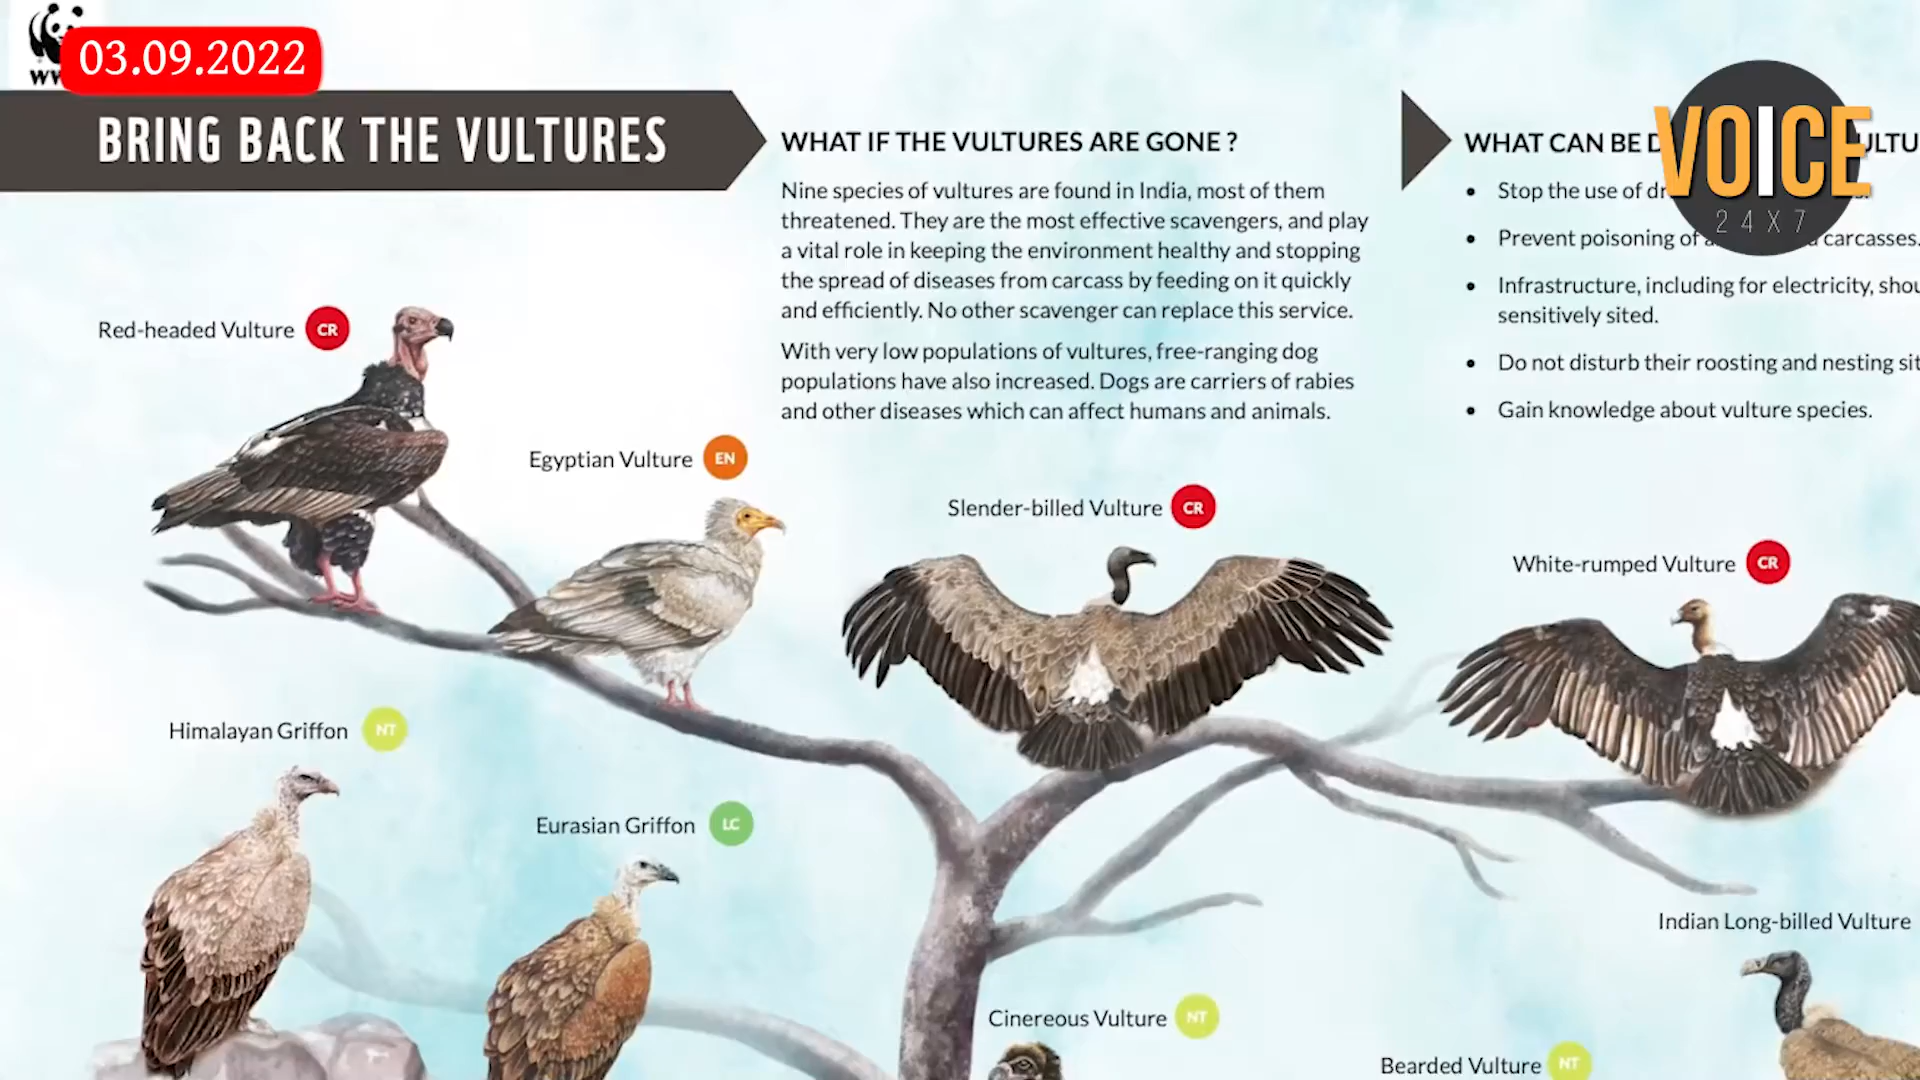 03.09.2022
BRING BACK THE VULTURES
WHAT IF THE VULTURES ARE GONE ?
Nine species of vultures are found in India, most of them
threatened. They are the most effective scavengers, and play
a vital role in keeping the environment healthy and stopping
the spread of diseases from carcass by feeding on it quickly
and efficiently. No other scavenger can replace this service.
With very low populations of vultures, free-ranging dog
populations have also increased. Dogs are carriers of rabies
and other diseases which can affect humans and animals.
WHAT CAN BE
VOICE
24X7
• Stop the use of
• Prevent poisoning of carcasses.
• Infrastructure, including for electricity,
sensitively sited.
• Do not disturb their roosting and nesting
• Gain knowledge about vulture species.
Red-headed Vulture CR
Egyptian Vulture EN
Slender-billed Vulture CR
White-rumped Vulture CR
Himalayan Griffon NT
Eurasian Griffon LC
Indian Long-billed Vulture
Cinereous Vulture NT
Bearded Vulture NT